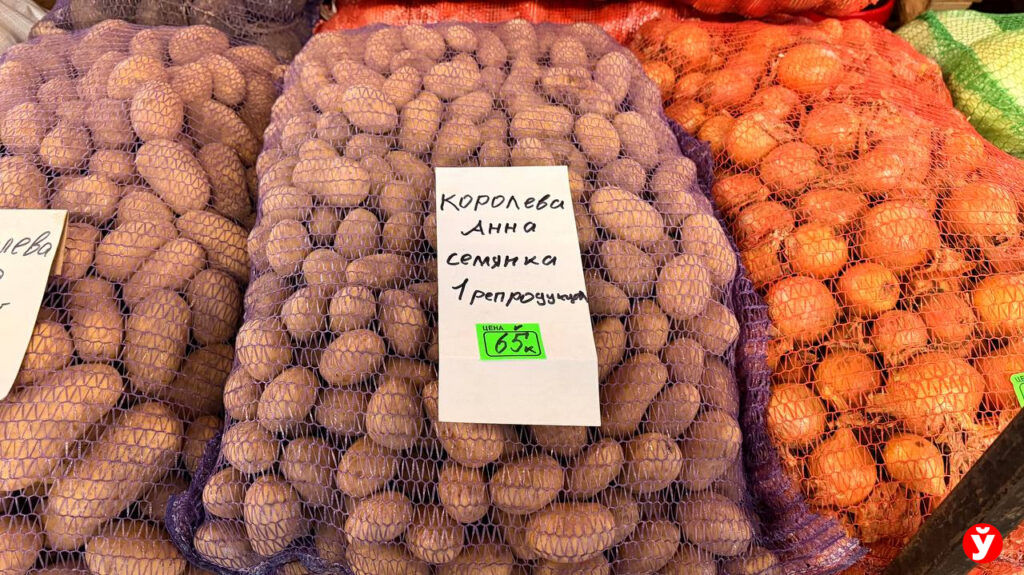 Королева
Анна
семянка
1 репродукция
ЦЕНА
65 к
Ў